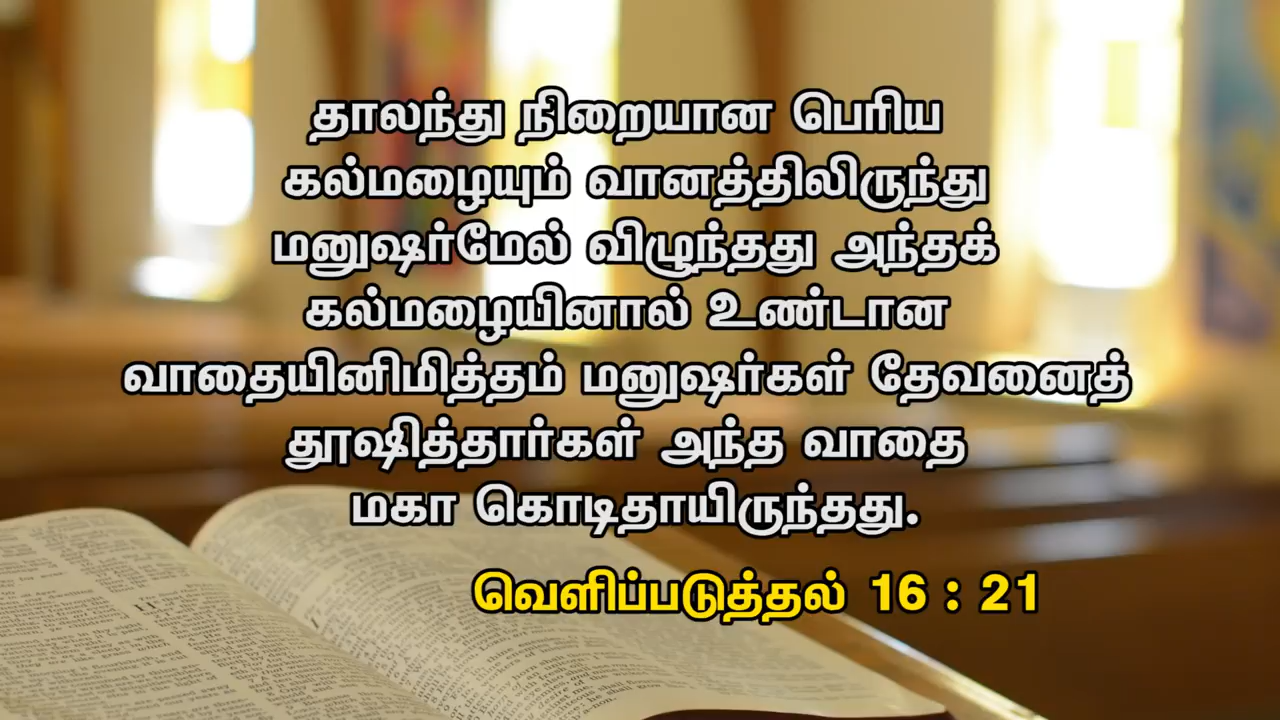 தாலந்து நிறையான பெரிய
கல்மழையும் வானத்திலிருந்து
மனுஷர்மேல் விழுந்தது அந்தக்
கல்மழையினால் உண்டான
வாதையினிமித்தம் மனுஷர்கள் தேவனைத்
தூஷித்தார்கள் அந்த வாதை
மகா கொடிதாயிருந்தது.
வெளிப்படுத்தல் 16 : 21